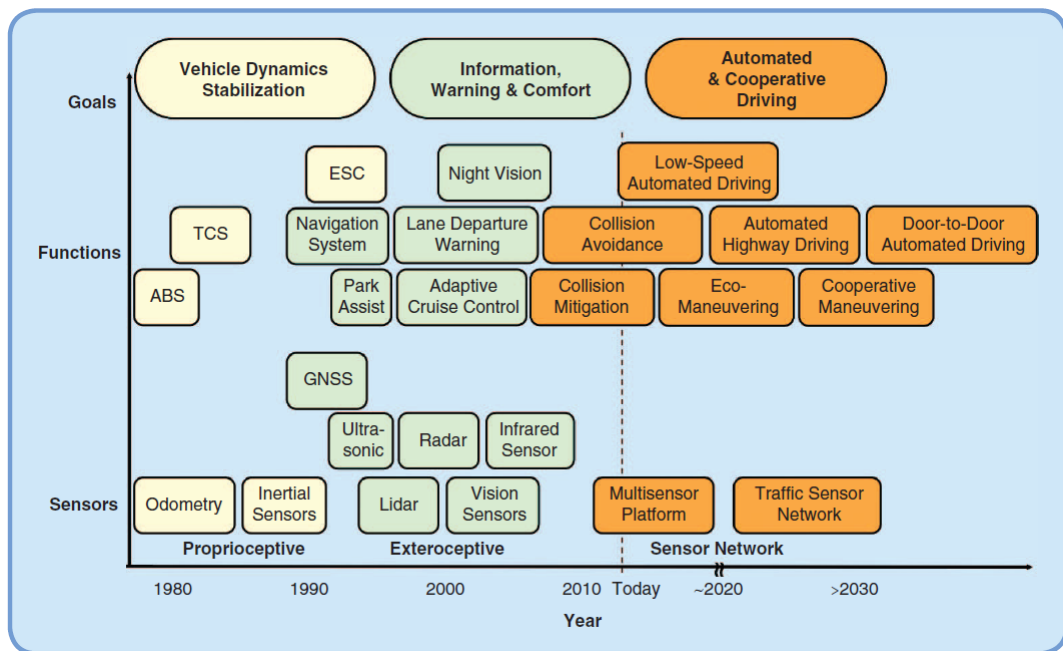 Goals
Vehicle Dynamics
Stabilization
Information,
Warning & Comfort
Automated
& Cooperative
Driving
Functions
ESC
Night Vision
Low-Speed
Automated Driving
TCS
Navigation
System
Lane Departure
Warning
Collision
Avoidance
Automated
Highway Driving
Door-to-Door
Automated Driving
ABS
Park
Assist
Adaptive
Cruise Control
Collision
Mitigation
Eco-
Maneuvering
Cooperative
Maneuvering
GNSS
Ultra-
sonic
Radar
Infrared
Sensor
Sensors
Odometry
Inertial
Sensors
Lidar
Vision
Sensors
Multisensor
Platform
Traffic Sensor
Network
Proprioceptive
Exteroceptive
Sensor Network
1980
1990
2000
2010
Today
~2020
>2030
Year